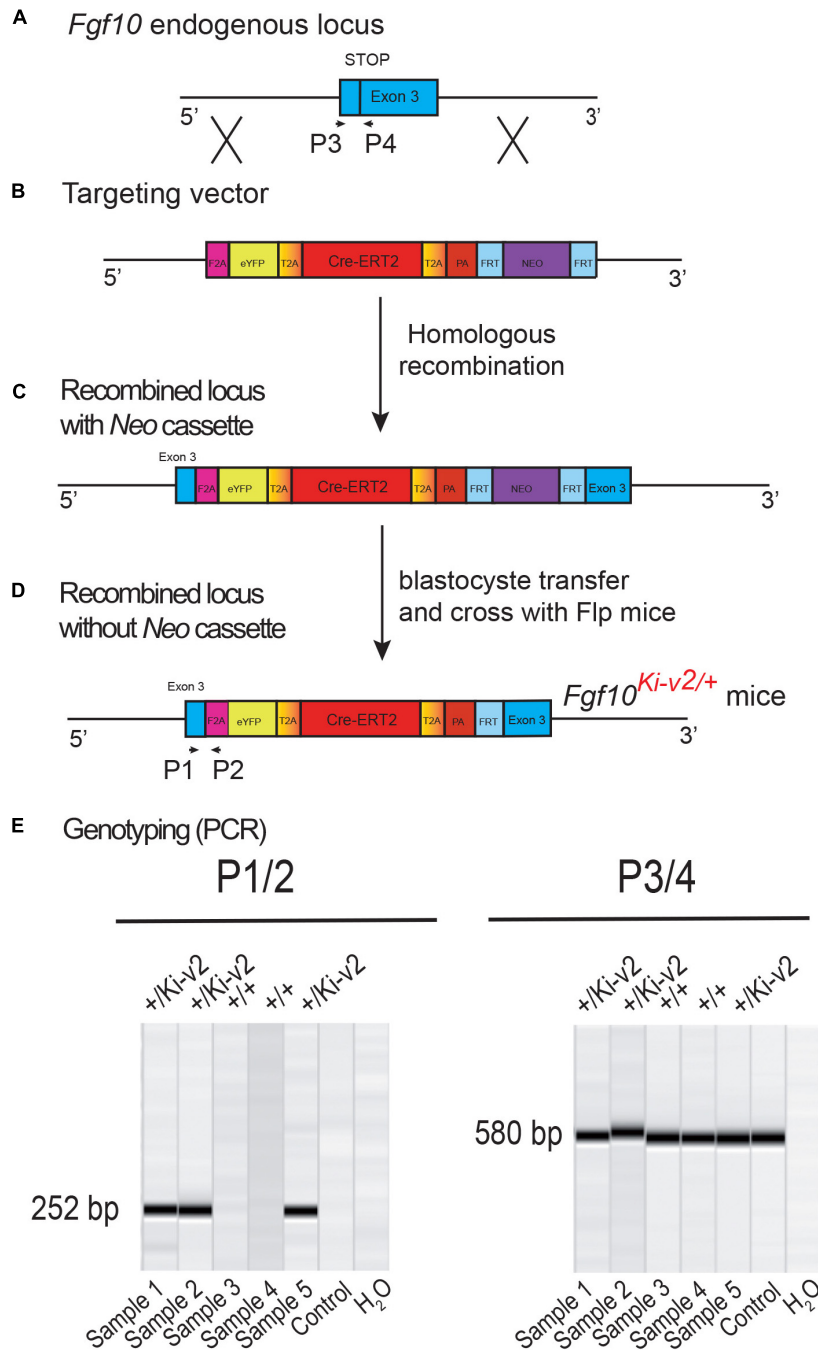 A Fgf10 endogenous locus
STOP
Exon 3
5’ 3’
P3 P4
B Targeting vector
F2A eYFP T2A Cre-ERT2 T2A PA FRT NEO FRT
5’ 3’
Homologous
recombination
C Recombined locus
with Neo cassette
Exon 3
F2A eYFP T2A Cre-ERT2 T2A PA FRT NEO FRT Exon 3
5’ 3’
blastocyste transfer
and cross with Flp mice
D Recombined locus
without Neo cassette
Exon 3
Fgf10Ki-v2/+ mice
F2A eYFP T2A Cre-ERT2 T2A PA FRT Exon 3
5’ 3’
P1 P2
E Genotyping (PCR)
P1/2 P3/4
+/Ki-v2 +/Ki-v2 +/+ +/+ +/Ki-v2
+/Ki-v2 +/Ki-v2 +/+ +/+ +/Ki-v2
580 bp
252 bp
Sample 1 Sample 2 Sample 3 Sample 4 Sample 5 Control H2O
Sample 1 Sample 2 Sample 3 Sample 4 Sample 5 Control H2O